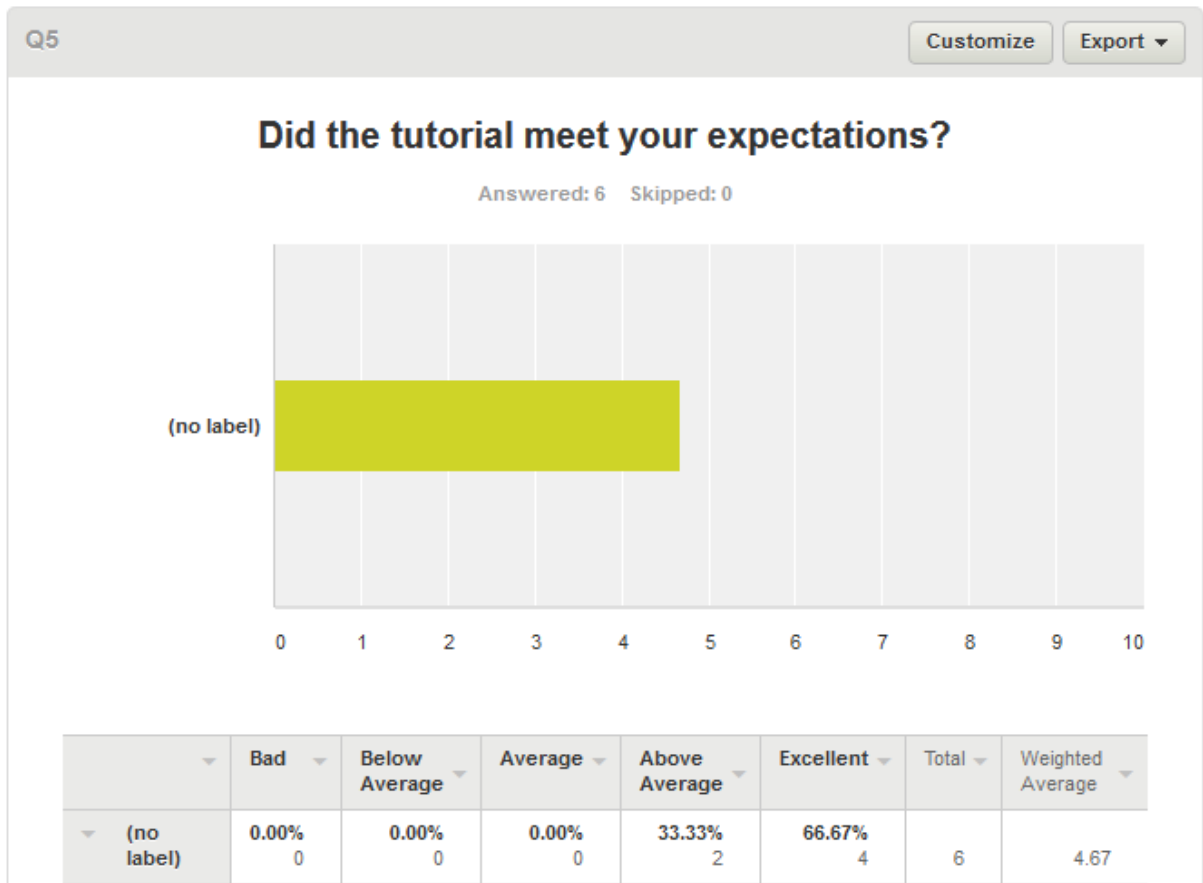 Q5 Customize Export
Did the tutorial meet your expectations?
Answered: 6 Skipped: 0
(no label)
0 1 2 3 4 5 6 7 8 9 10
Bad Below Average Average Above Average Excellent Total Weighted Average
(no label) 0.00% 0 0.00% 0 0.00% 0 33.33% 2 66.67% 4 6 4.67